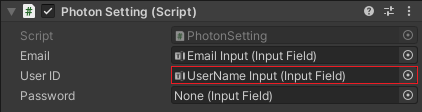 Photon Setting (Script)
Script PhotonSetting
Email Email Input (Input Field)
User ID UserName Input (Input Field)
Password None (Input Field)